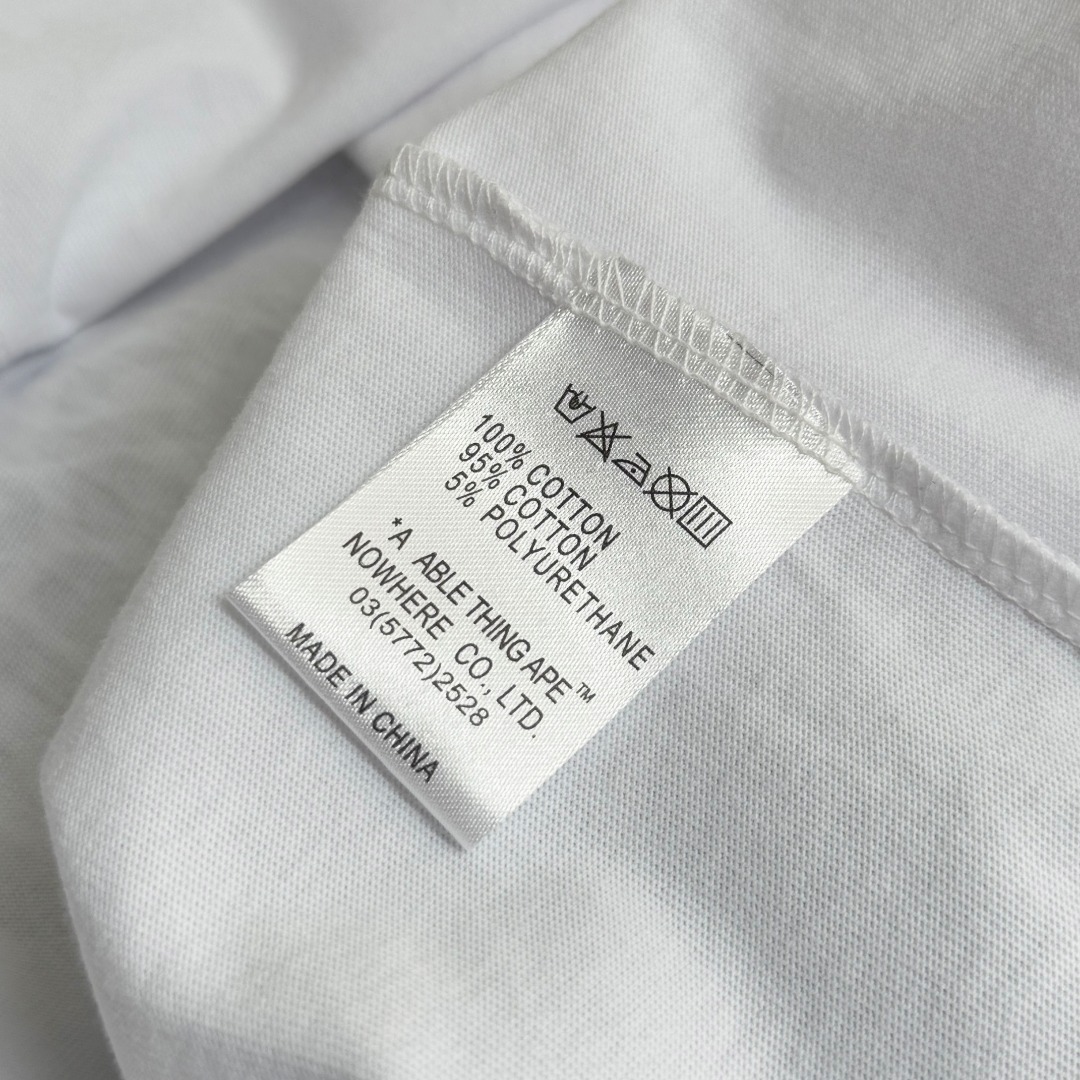 100% COTTON
95% COTTON
5% POLYURETHANE
*A ABLE THING APE™
NOWHERE CO., LTD.
03(5772)2528
MADE IN CHINA